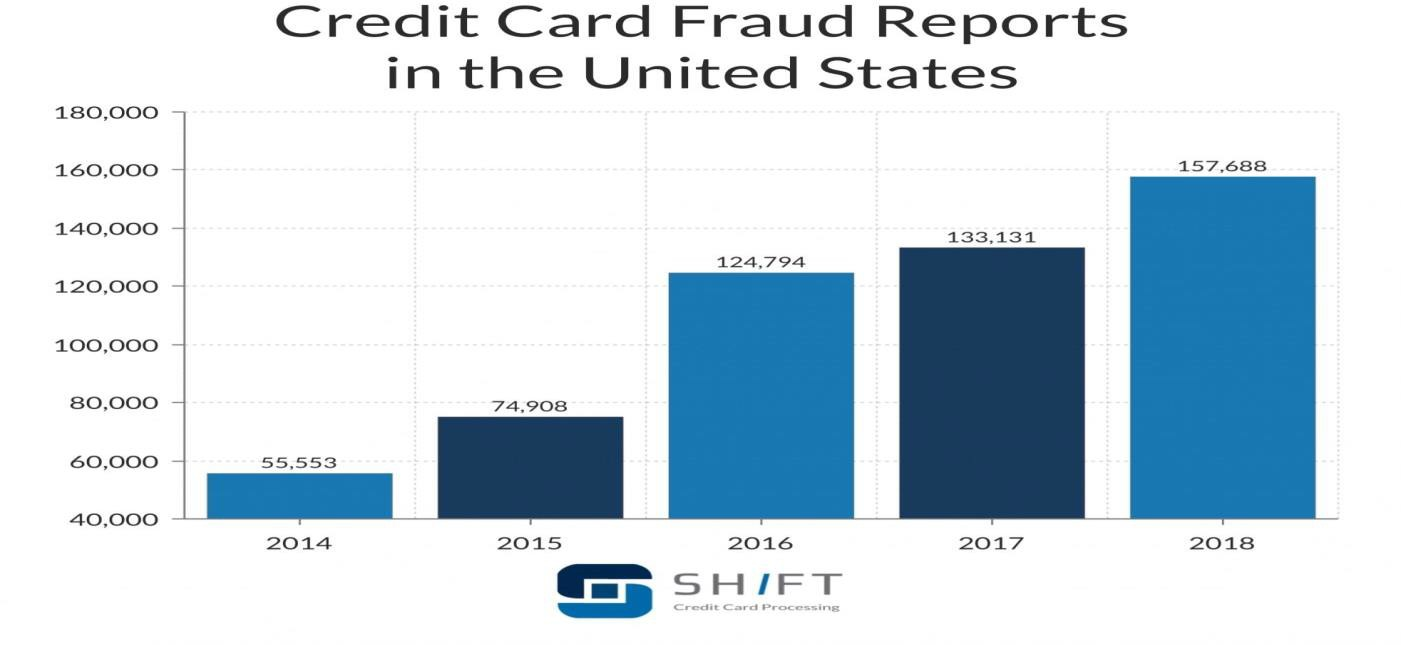 Credit Card Fraud Reports
in the United States
180,000
160,000
140,000
120,000
100,000
80,000
60,000
40,000
55,553
74,908
124,794
133,131
157,688
2014 2015 2016 2017 2018
SHIFT
Credit Card Processing